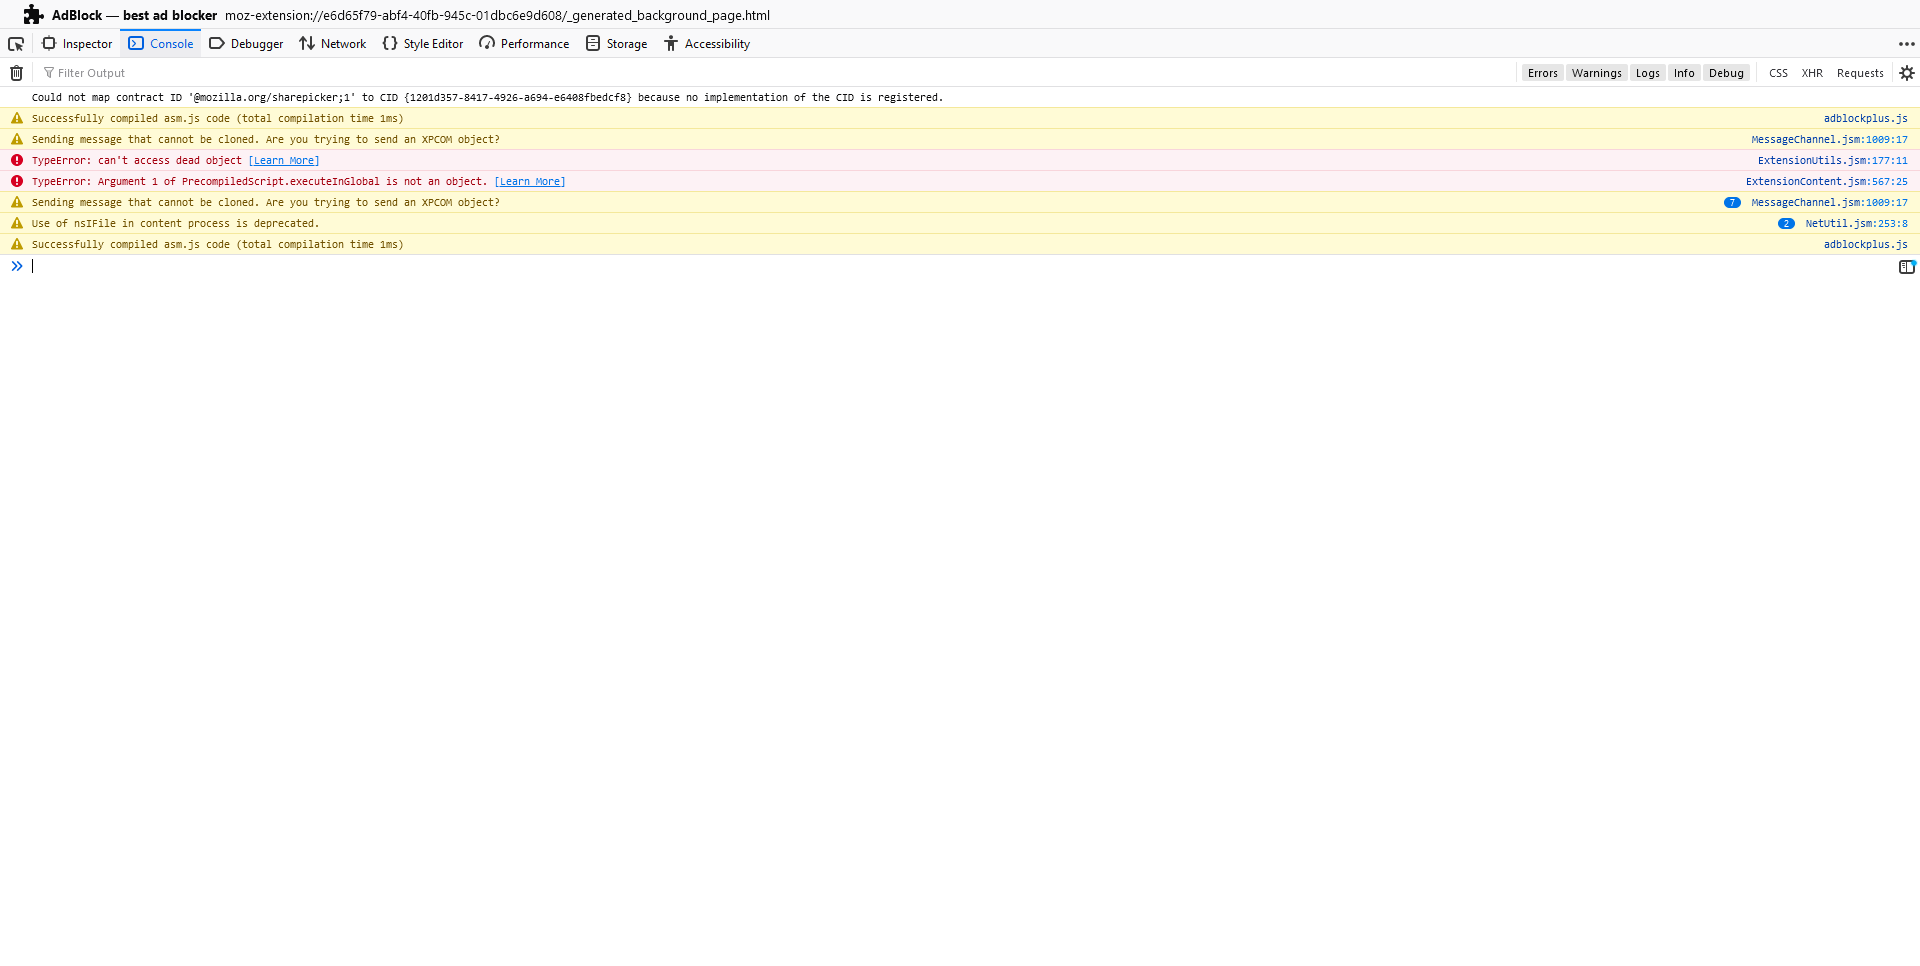 AdBlock — best ad blocker moz-extension://e6d65f79-abf4-40fb-945c-01dbc6e9d608/_generated_background_page.html
Inspector Console Debugger Network Style Editor Performance Storage Accessibility
Filter Output Errors Warnings Logs Info Debug CSS XHR Requests
Could not map contract ID '@mozilla.org/sharepicker;1' to CID {1201d357-8417-4926-a694-e6408fbedcf8} because no implementation of the CID is registered.
Successfully compiled asm.js code (total compilation time 1ms) adblockplus.js
Sending message that cannot be cloned. Are you trying to send an XPCOM object? MessageChannel.jsm:1009:17
TypeError: can't access dead object [Learn More] ExtensionUtils.jsm:177:11
TypeError: Argument 1 of PrecompiledScript.executeInGlobal is not an object. [Learn More] ExtensionContent.jsm:567:25
Sending message that cannot be cloned. Are you trying to send an XPCOM object? 7 MessageChannel.jsm:1009:17
Use of nsIFile in content process is deprecated. 2 NetUtil.jsm:253:8
Successfully compiled asm.js code (total compilation time 1ms) adblockplus.js